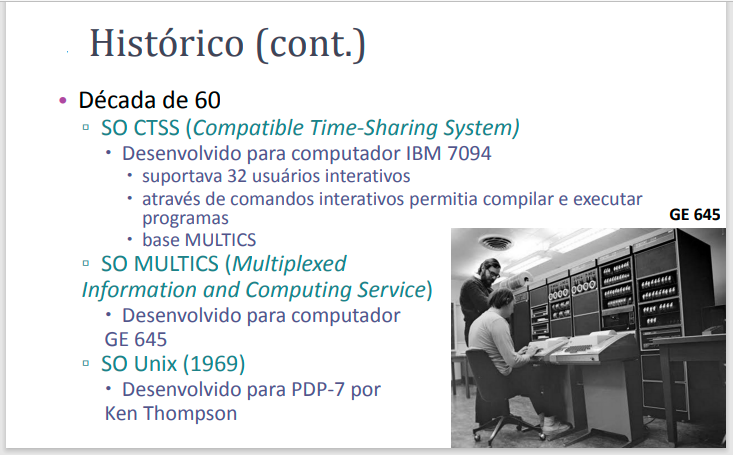 Histórico (cont.)
• Década de 60
▫ SO CTSS (Compatible Time-Sharing System)
• Desenvolvido para computador IBM 7094
• suportava 32 usuários interativos
• através de comandos interativos permitia compilar e executar
programas
• base MULTICS
GE 645
▫ SO MULTICS (Multiplexed
Information and Computing Service)
• Desenvolvido para computador
GE 645
▫ SO Unix (1969)
• Desenvolvido para PDP-7 por
Ken Thompson